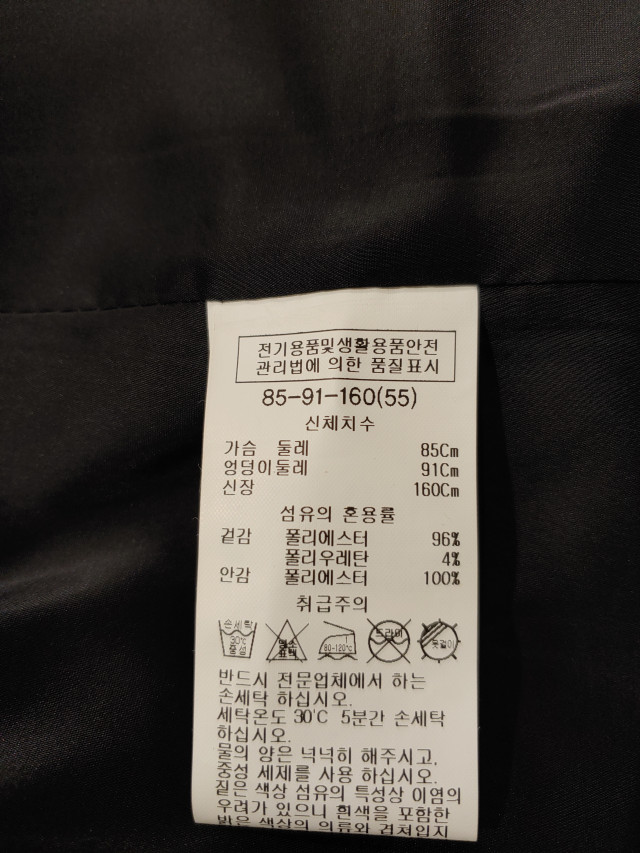 전기용품및생활용품안전
관리법에 의한 품질표시
85-91-160(55)
신체치수
가슴 둘레 85Cm
엉덩이둘레 91Cm
신장 160Cm
섬유의 혼용률
겉감 폴리에스터 96%
폴리우레탄 4%
안감 폴리에스터 100%
취급주의
손세탁 30℃ 중성
염소 표백
80-120℃
드라이
옷걸이
반드시 전문업체에서 하는
손세탁 하십시오.
세탁온도 30℃ 5분간 손세탁
하십시오.
물의 양은 넉넉히 해주시고,
중성 세제를 사용 하십시오.
짙은 색상 섬유의 특성상 이염의
우려가 있으니 흰색을 포함한
밝은 색상의 의류와 겹쳐입지